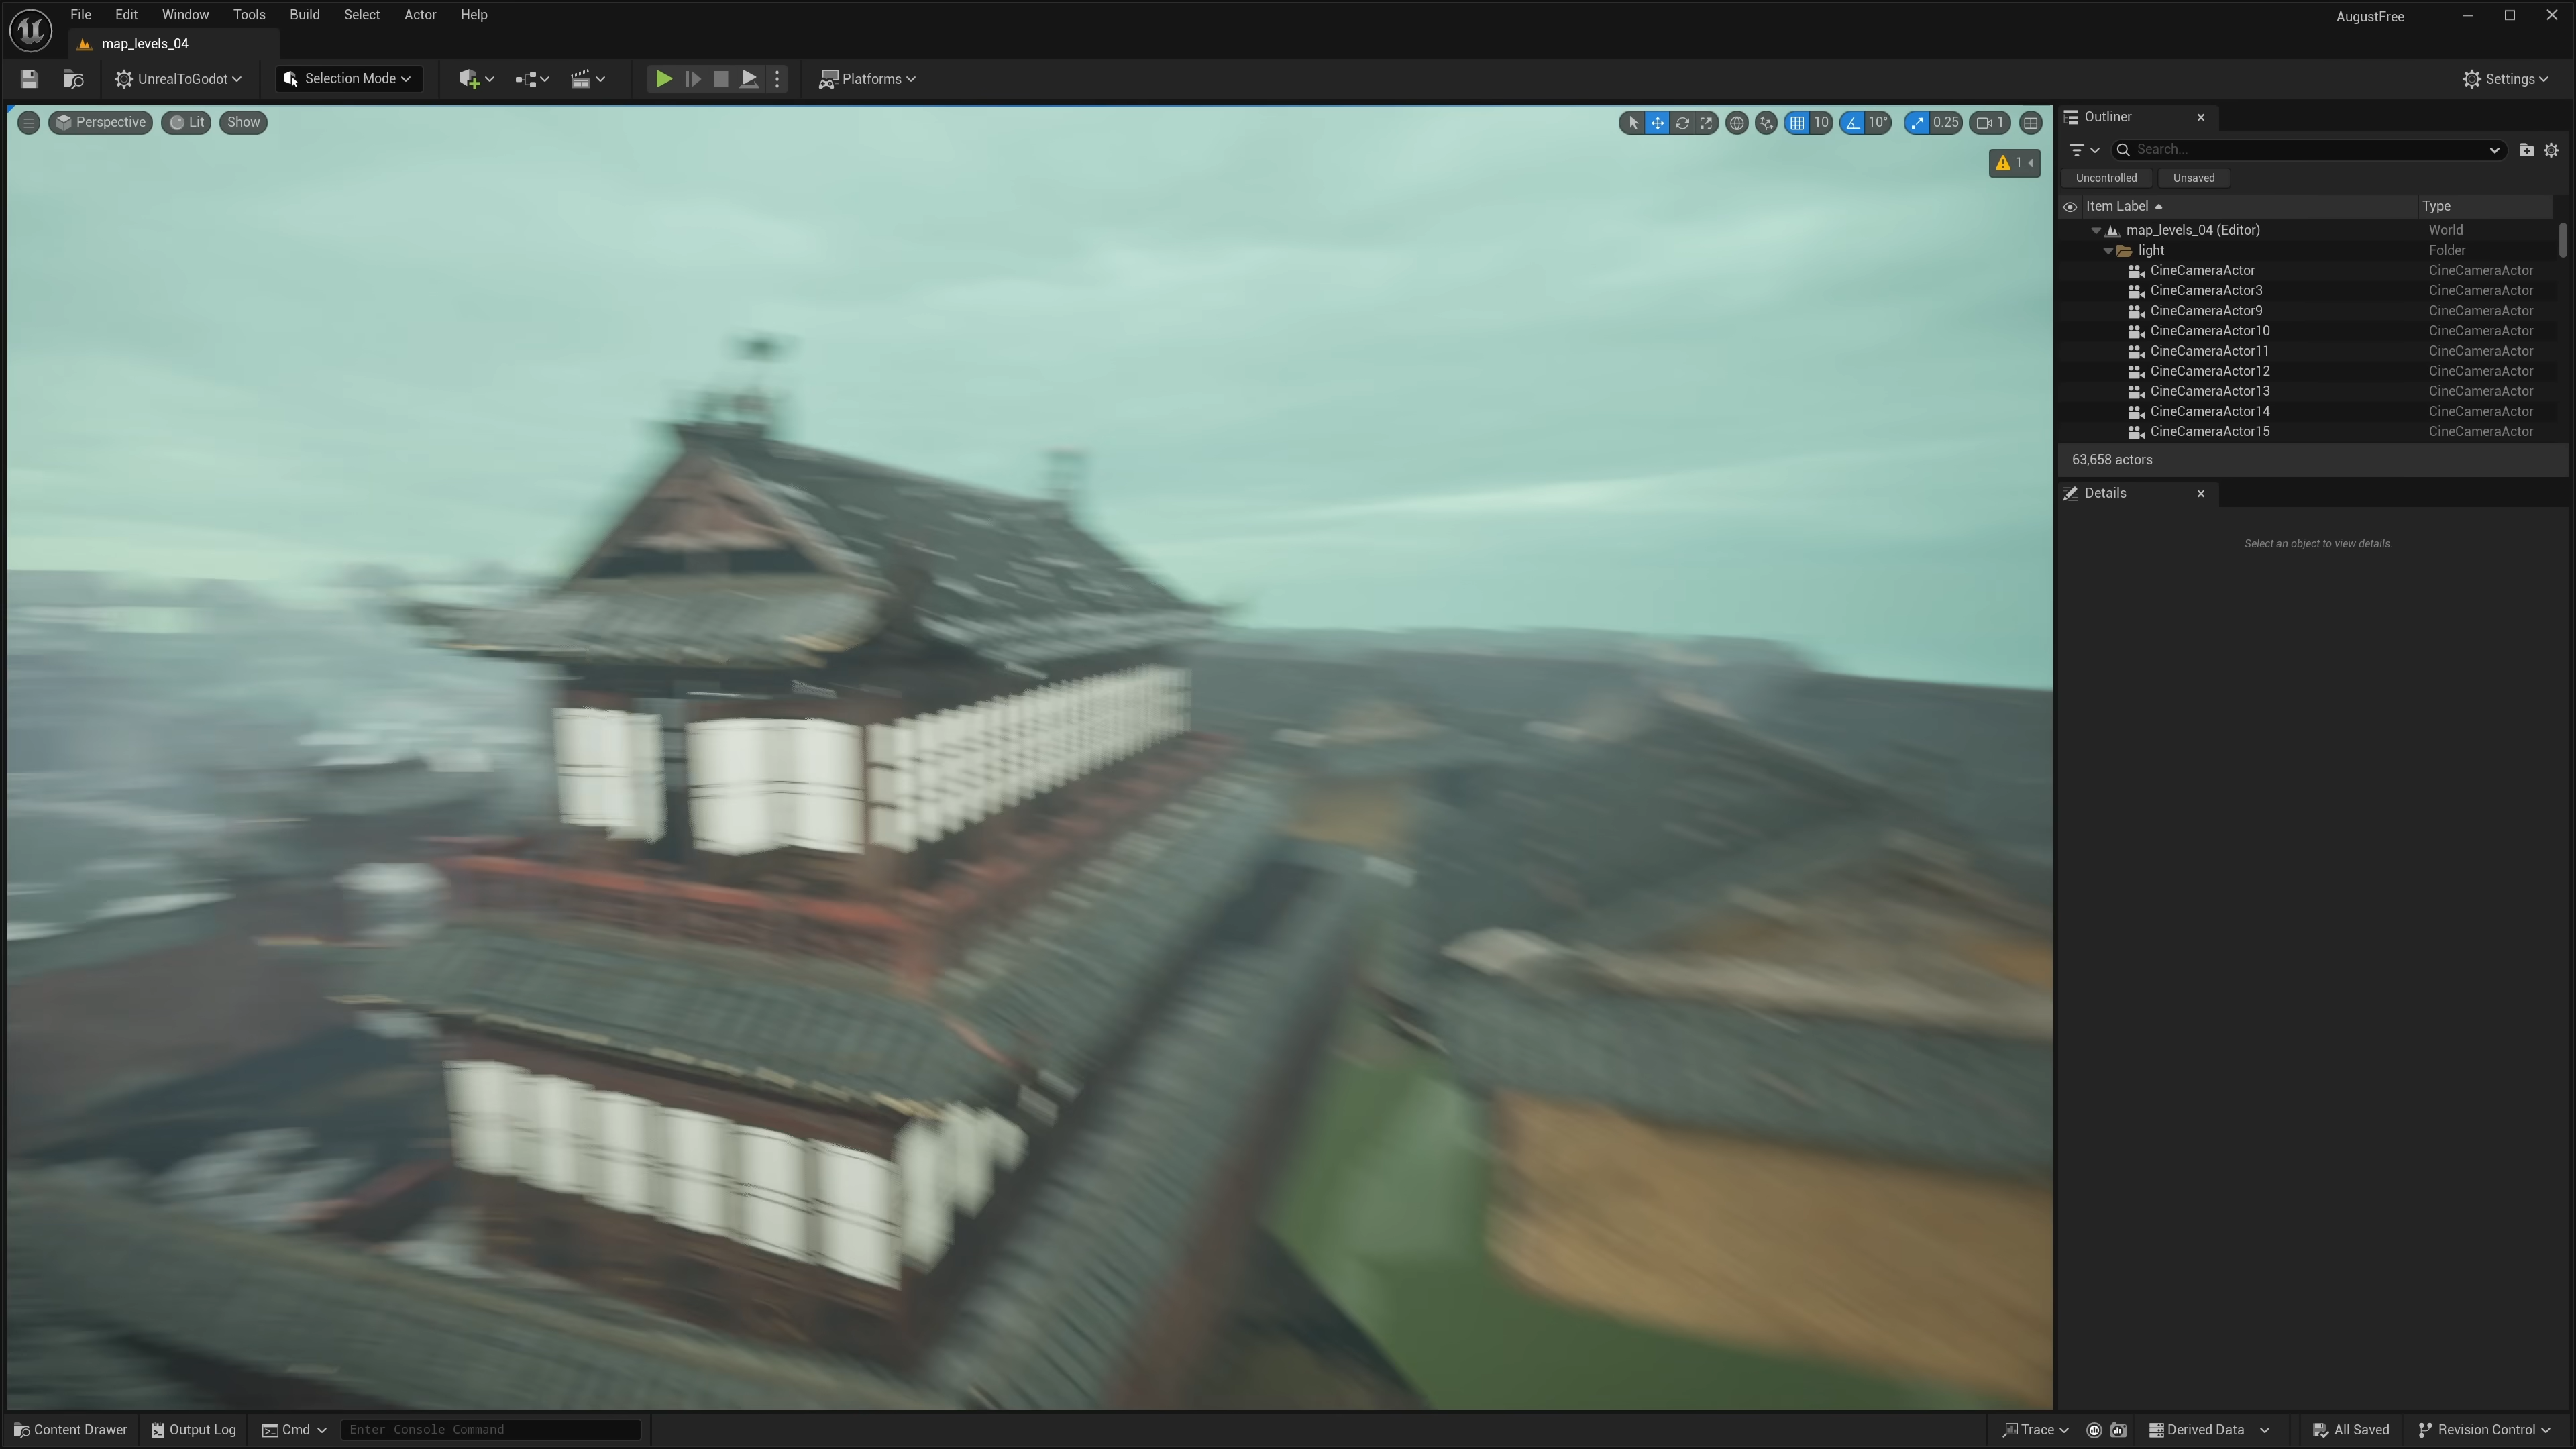 File Edit Window Tools Build Select Actor Help
AugustFree
map_levels_04
UnrealToGodot
Selection Mode
Platforms
Settings
Perspective Lit Show
10 10° 0.25 1
1
Outliner
Search...
Uncontrolled Unsaved
Item Label Type
map_levels_04 (Editor) World
light Folder
CineCameraActor CineCameraActor
CineCameraActor3 CineCameraActor
CineCameraActor9 CineCameraActor
CineCameraActor10 CineCameraActor
CineCameraActor11 CineCameraActor
CineCameraActor12 CineCameraActor
CineCameraActor13 CineCameraActor
CineCameraActor14 CineCameraActor
CineCameraActor15 CineCameraActor
63,658 actors
Details
Select an object to view details.
Content Drawer Output Log Cmd Enter Console Command
Trace Derived Data All Saved Revision Control